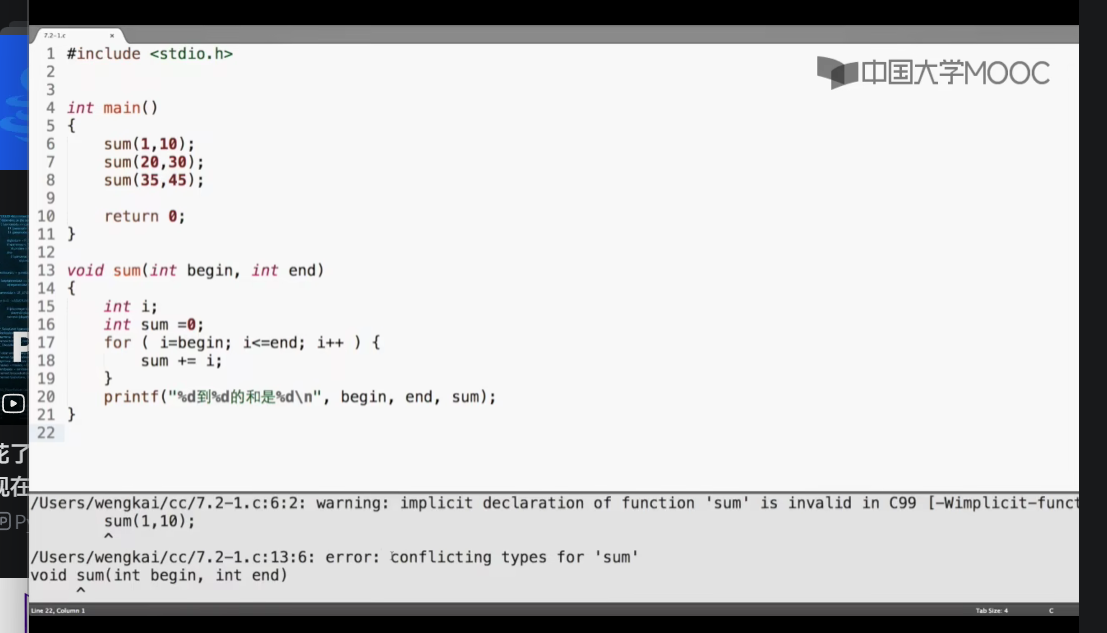 7.2-1.c
中国大学MOOC
1 #include <stdio.h>
2
3
4 int main()
5 {
6 sum(1,10);
7 sum(20,30);
8 sum(35,45);
9
10 return 0;
11 }
12
13 void sum(int begin, int end)
14 {
15 int i;
16 int sum =0;
17 for ( i=begin; i<=end; i++ ) {
18 sum += i;
19 }
20 printf("%d到%d的和是%d\n", begin, end, sum);
21 }
22
/Users/wengkai/cc/7.2-1.c:6:2: warning: implicit declaration of function 'sum' is invalid in C99 [-Wimplicit-funct
sum(1,10);
^
/Users/wengkai/cc/7.2-1.c:13:6: error: conflicting types for 'sum'
void sum(int begin, int end)
^
Line 22, Column 1
Tab Size: 4
C
花了
现在
P